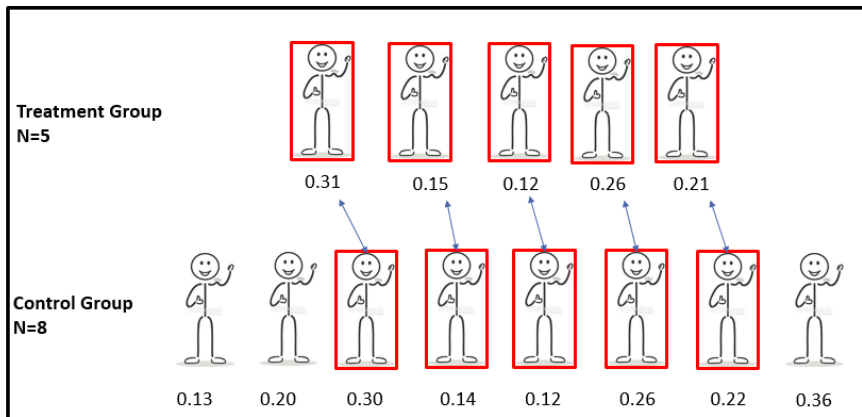 Treatment Group
N=5
0.31 0.15 0.12 0.26 0.21
Control Group
N=8
0.13 0.20 0.30 0.14 0.12 0.26 0.22 0.36